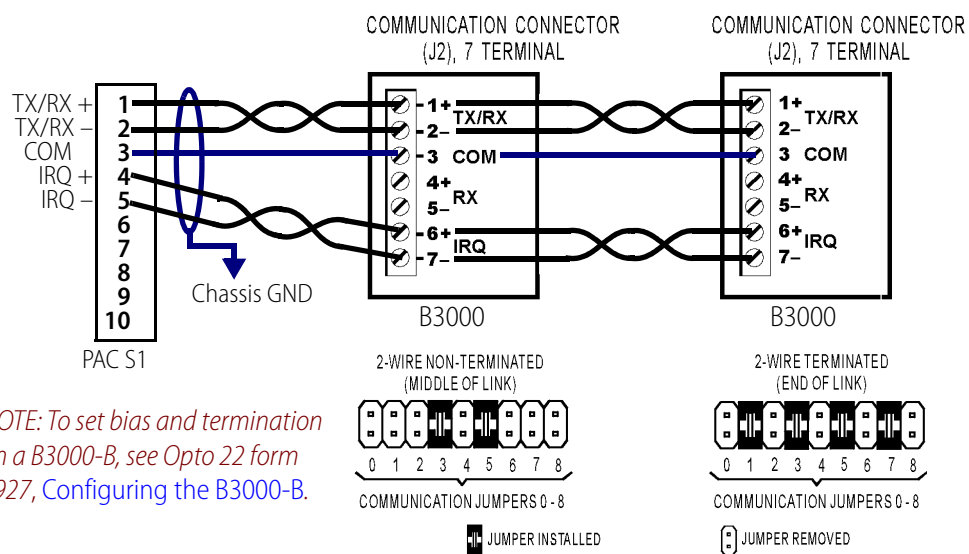 COMMUNICATION CONNECTOR
(J2), 7 TERMINAL
COMMUNICATION CONNECTOR
(J2), 7 TERMINAL
TX/RX +
TX/RX –
COM
IRQ +
IRQ –
1
2
3
4
5
6
7
8
9
10
PAC S1
Chassis GND
-1+
-2–
TX/RX
-3 COM
4+
5–
RX
-6+
-7–
IRQ
B3000
1+
2–
TX/RX
3 COM
4+
5–
RX
6+
7–
IRQ
B3000
2-WIRE NON-TERMINATED
(MIDDLE OF LINK)
0 1 2 3 4 5 6 7 8
COMMUNICATION JUMPERS 0 - 8
2-WIRE TERMINATED
(END OF LINK)
0 1 2 3 4 5 6 7 8
COMMUNICATION JUMPERS 0 - 8
JUMPER INSTALLED
JUMPER REMOVED
OTE: To set bias and termination
a B3000-B, see Opto 22 form
927, Configuring the B3000-B.